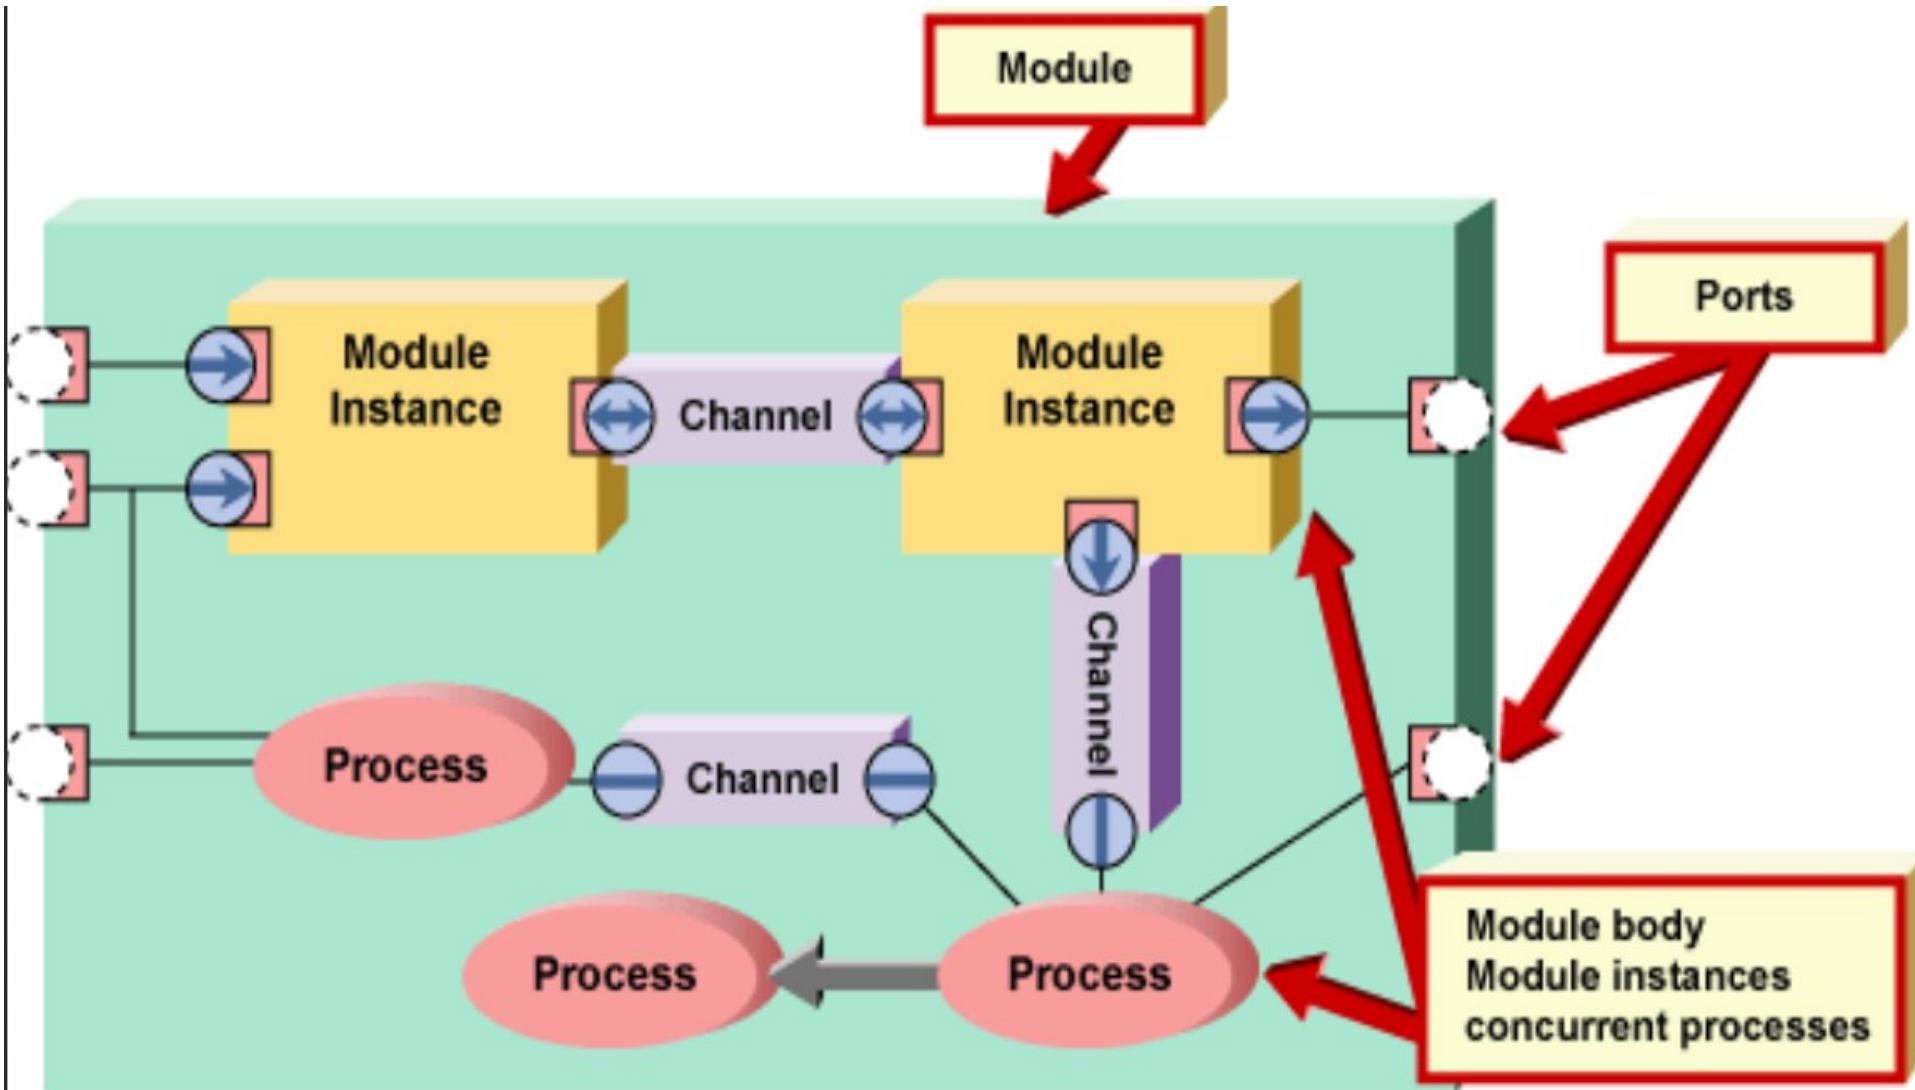 Module
Ports
Module
Instance
Channel
Module
Instance
Channel
Process
Channel
Process
Process
Module body
Module instances
concurrent processes